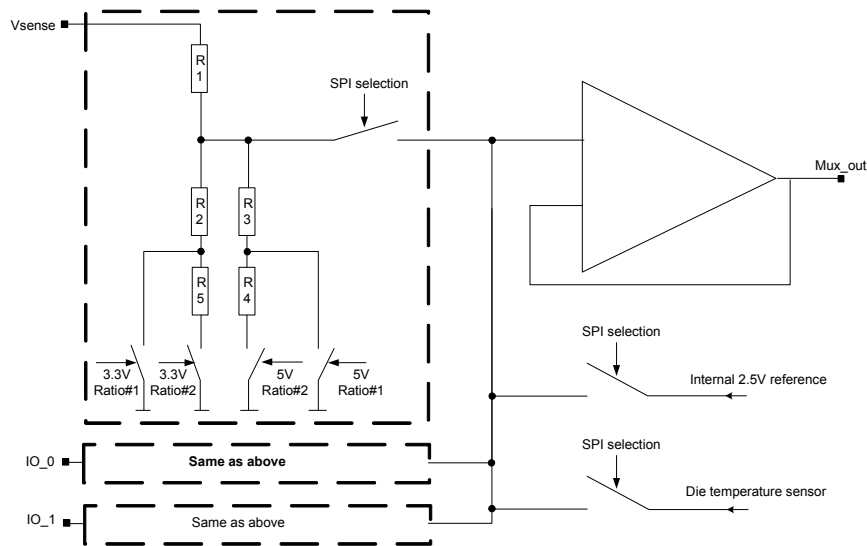 Vsense
R
1
SPI selection
Mux_out
R
2
R
3
R
5
R
4
3.3V
Ratio#1
3.3V
Ratio#2
5V
Ratio#2
5V
Ratio#1
SPI selection
Internal 2.5V reference
IO_0
Same as above
SPI selection
Die temperature sensor
IO_1
Same as above